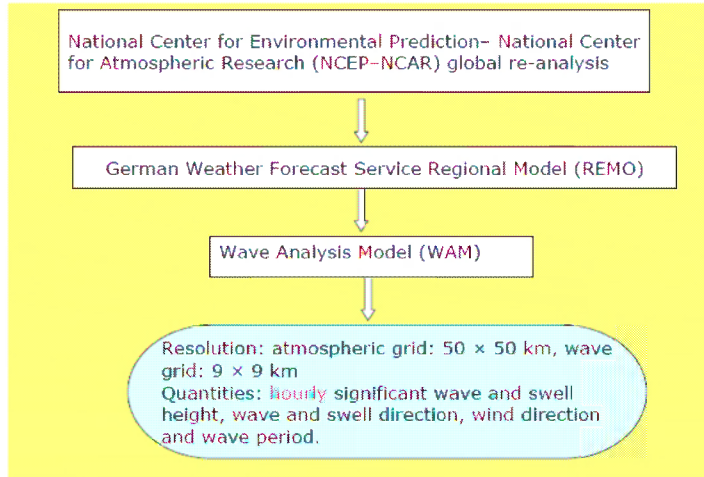 National Center for Environmental Prediction– National Center
for Atmospheric Research (NCEP–NCAR) global re-analysis
German Weather Forecast Service Regional Model (REMO)
Wave Analysis Model (WAM)
Resolution: atmospheric grid: 50 × 50 km, wave
grid: 9 × 9 km
Quantities: hourly significant wave and swell
height, wave and swell direction, wind direction
and wave period.